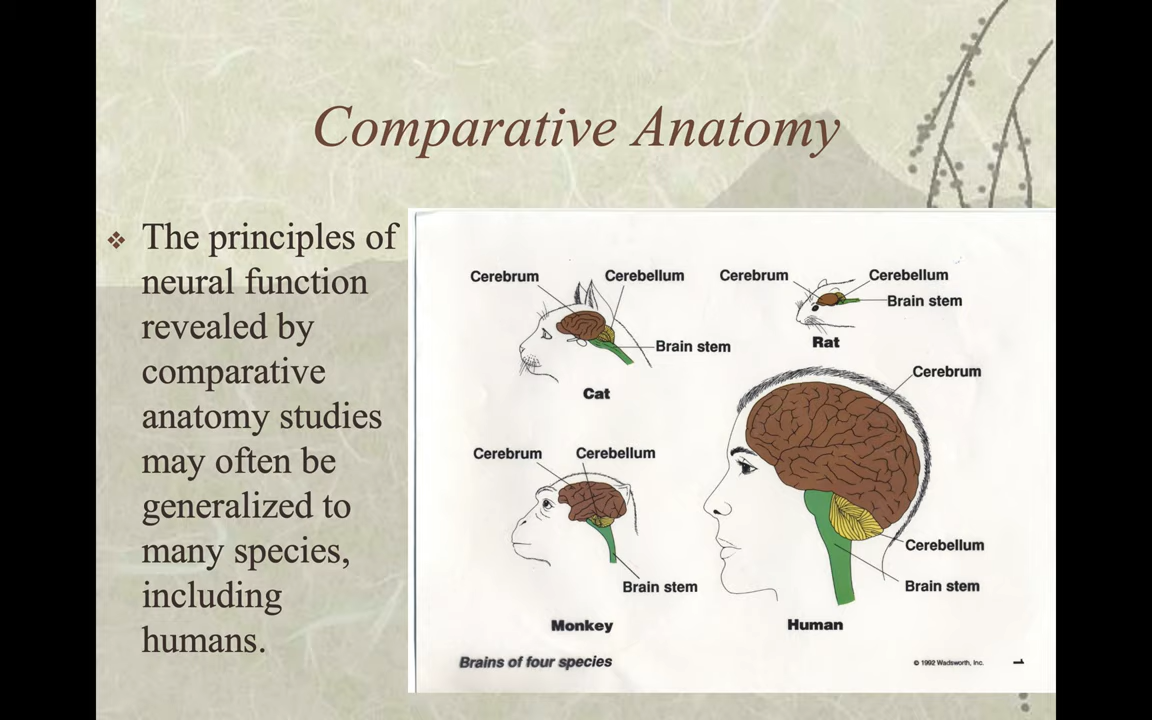 Comparative Anatomy
The principles of
neural function
revealed by
comparative
anatomy studies
may often be
generalized to
many species,
including
humans.
Cerebrum
Cerebellum
Brain stem
Cat
Cerebrum
Cerebellum
Brain stem
Rat
Cerebrum
Cerebellum
Brain stem
Monkey
Cerebrum
Cerebellum
Brain stem
Human
Brains of four species
© 1992 Wadsworth, Inc.
1